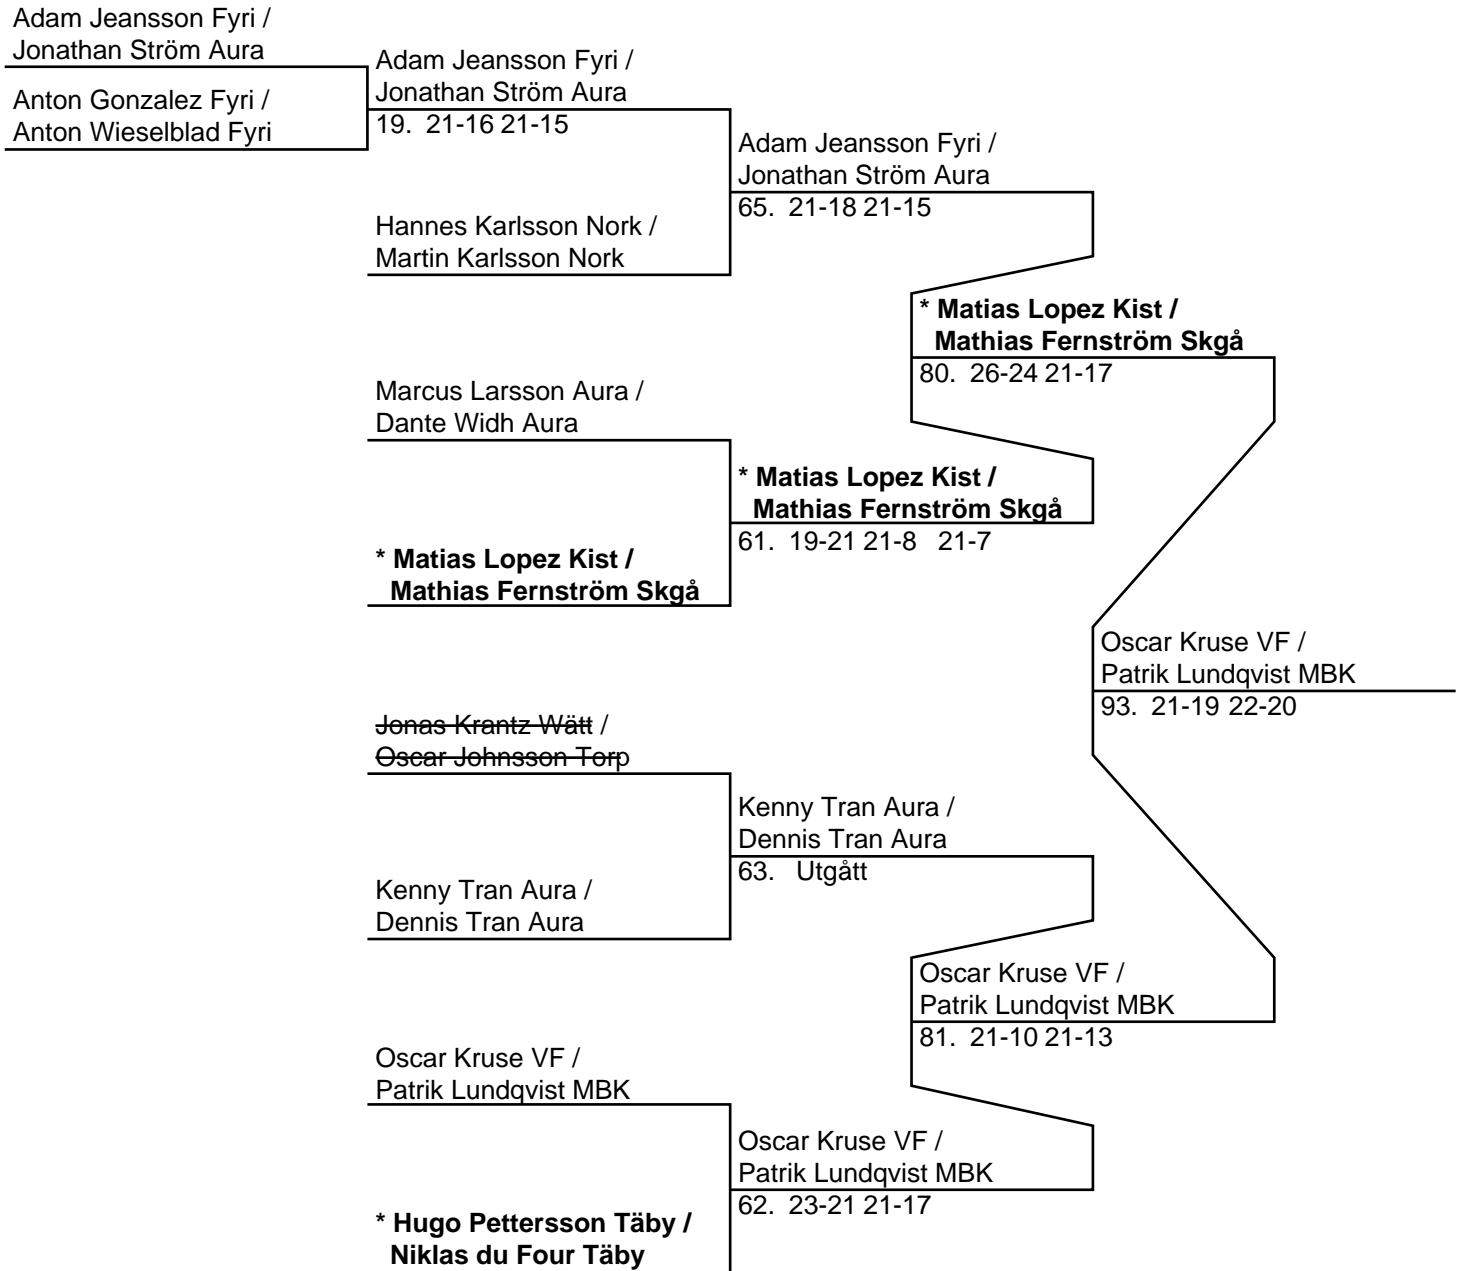 Adam Jeansson Fyri /
Jonathan Ström Aura
Anton Gonzalez Fyri /
Anton Wieselblad Fyri
Adam Jeansson Fyri /
Jonathan Ström Aura
19. 21-16 21-15
Hannes Karlsson Nork /
Martin Karlsson Nork
Adam Jeansson Fyri /
Jonathan Ström Aura
65. 21-18 21-15
Marcus Larsson Aura /
Dante Widh Aura
* Matias Lopez Kist /
Mathias Fernström Skgå
* Matias Lopez Kist /
Mathias Fernström Skgå
61. 19-21 21-8 21-7
* Matias Lopez Kist /
Mathias Fernström Skgå
80. 26-24 21-17
Jonas Krantz Wätt /
Oscar Johnsson Torp
Kenny Tran Aura /
Dennis Tran Aura
Kenny Tran Aura /
Dennis Tran Aura
63. Utgått
Oscar Kruse VF /
Patrik Lundqvist MBK
* Hugo Pettersson Täby /
Niklas du Four Täby
Oscar Kruse VF /
Patrik Lundqvist MBK
62. 23-21 21-17
Oscar Kruse VF /
Patrik Lundqvist MBK
81. 21-10 21-13
Oscar Kruse VF /
Patrik Lundqvist MBK
93. 21-19 22-20